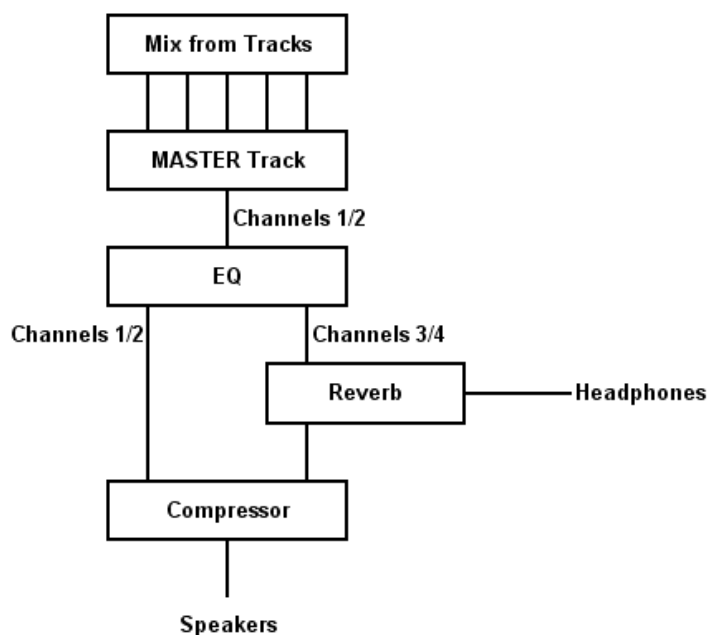 Mix from Tracks
MASTER Track
Channels 1/2
EQ
Channels 1/2
Channels 3/4
Reverb
Headphones
Compressor
Speakers